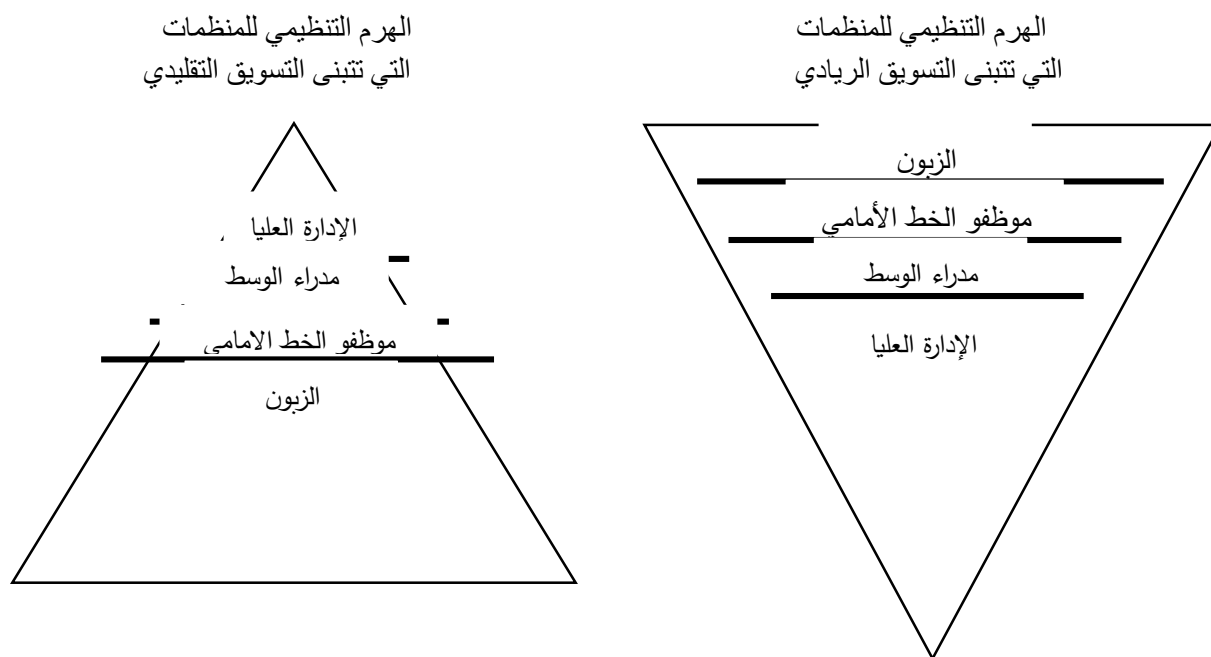 الهرم التنظيمي للمنظمات
التي تتبنى التسويق الريادي
الزبون
موظفو الخط الأمامي
مدراء الوسط
الإدارة العليا
الهرم التنظيمي للمنظمات
التي تتبنى التسويق التقليدي
الإدارة العليا
مدراء الوسط
موظفو الخط الامامي
الزبون